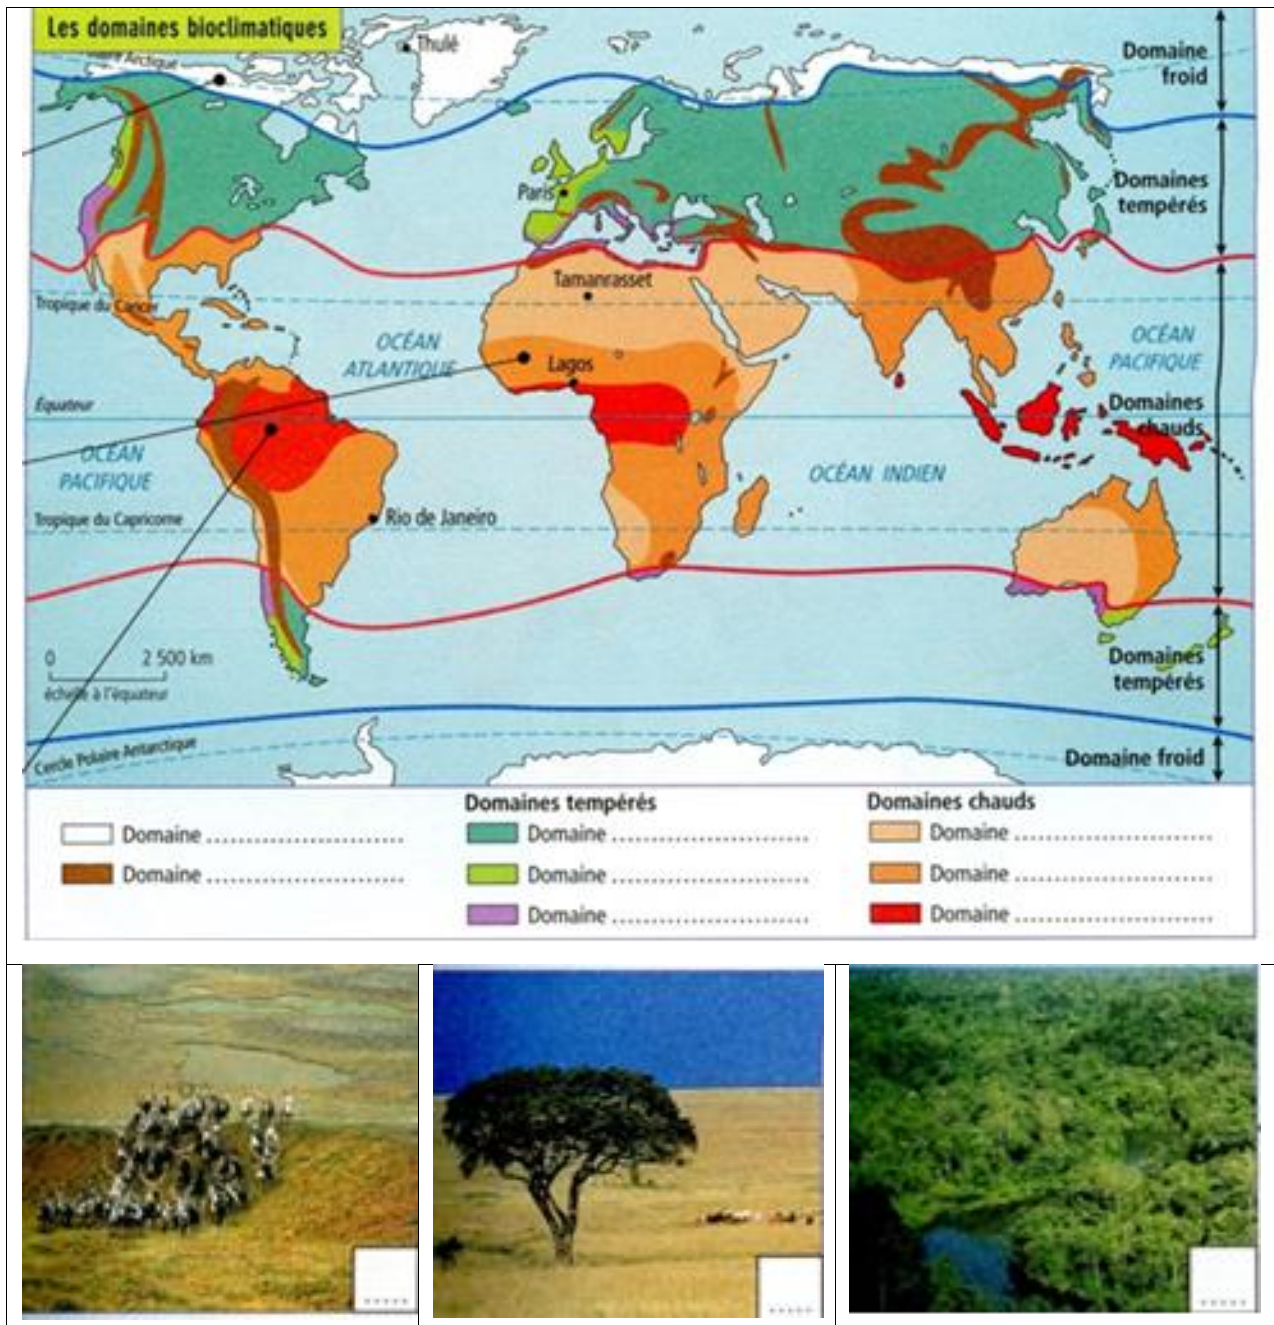 Les domaines bioclimatiques
Arctique
Thulé
Domaine
froid
Paris
Domaines
tempérés
Tamanrasset
Tropique du Cancer
OCÉAN
ATLANTIQUE
OCÉAN
PACIFIQUE
Lagos
Équateur
Domaines
chauds
OCÉAN
PACIFIQUE
OCÉAN INDIEN
Tropique du Capricorne
Rio de Janeiro
0 2 500 km
échelle à l'équateur
Domaines
tempérés
Cercle Polaire Antarctique
Domaine froid
Domaine ..............................
Domaine ..............................
Domaines tempérés
Domaine ..............................
Domaine ..............................
Domaine ..............................
Domaines chauds
Domaine ..............................
Domaine ..............................
Domaine ..............................
.....
.....
.....